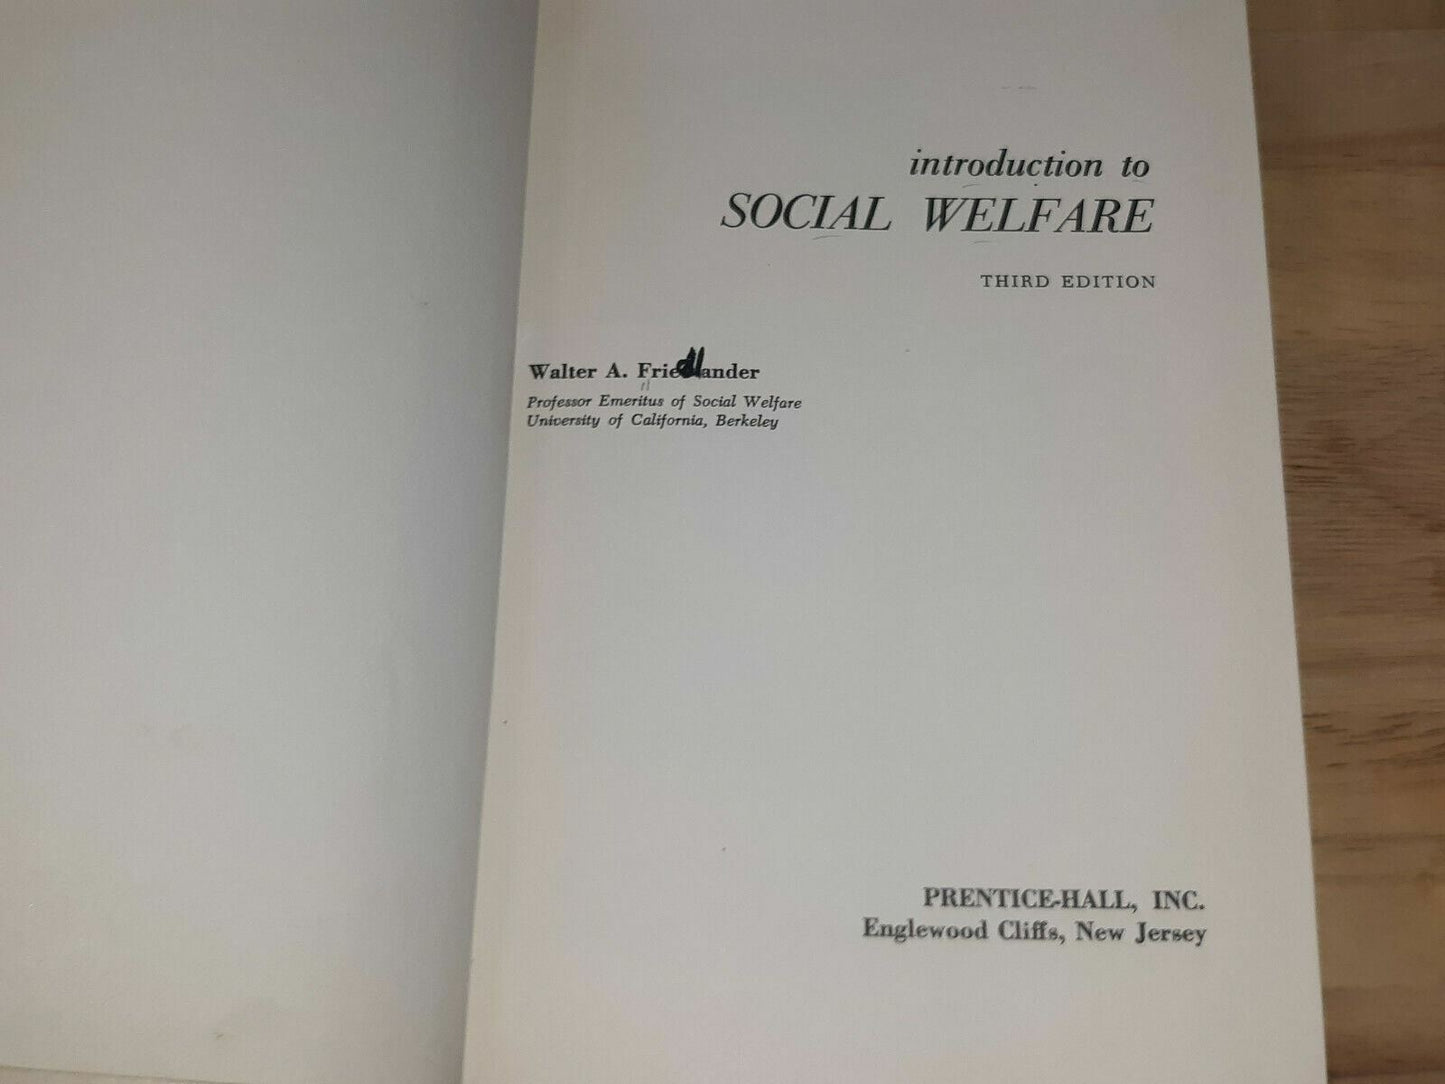 introduction to
SOCIAL WELFARE
THIRD EDITION
Walter A. Friedlander
Professor Emeritus of Social Welfare
University of California, Berkeley
PRENTICE-HALL, INC.
Englewood Cliffs, New Jersey